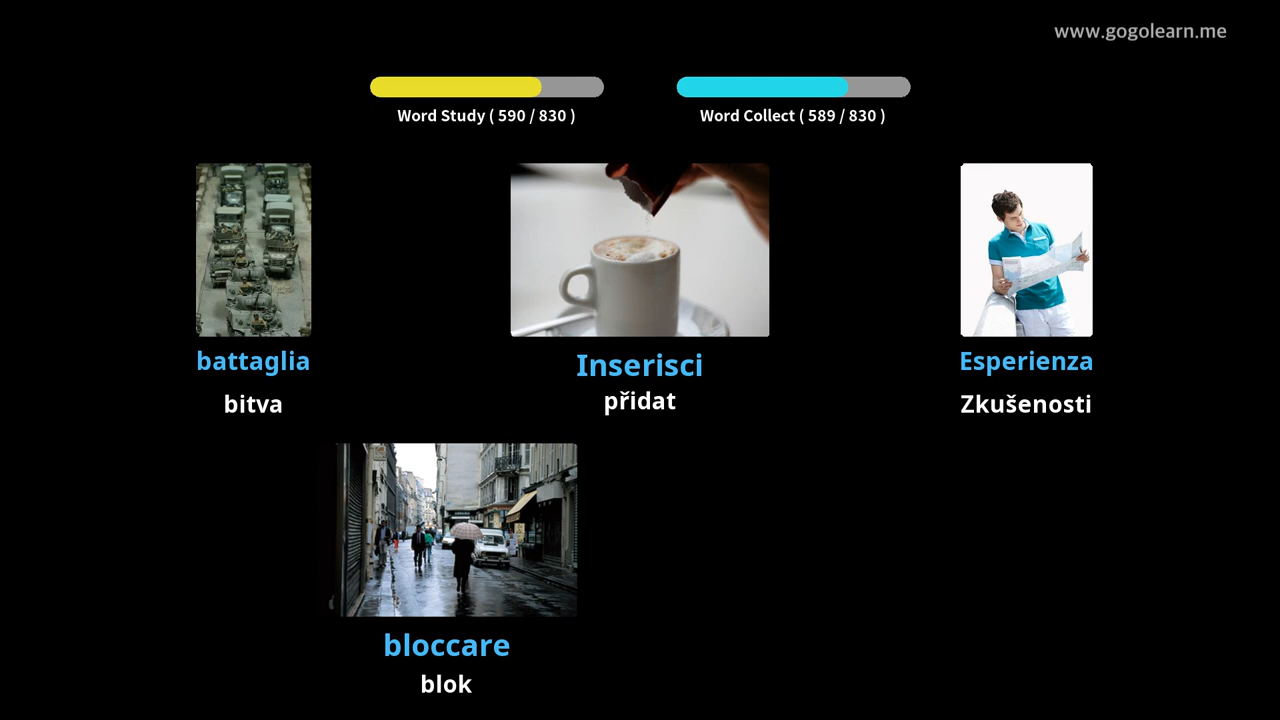 www.gogolearn.me
Word Study ( 590 / 830 )
Word Collect ( 589 / 830 )
battaglia
bitva
Inserisci
přidat
Esperienza
Zkušenosti
bloccare
blok